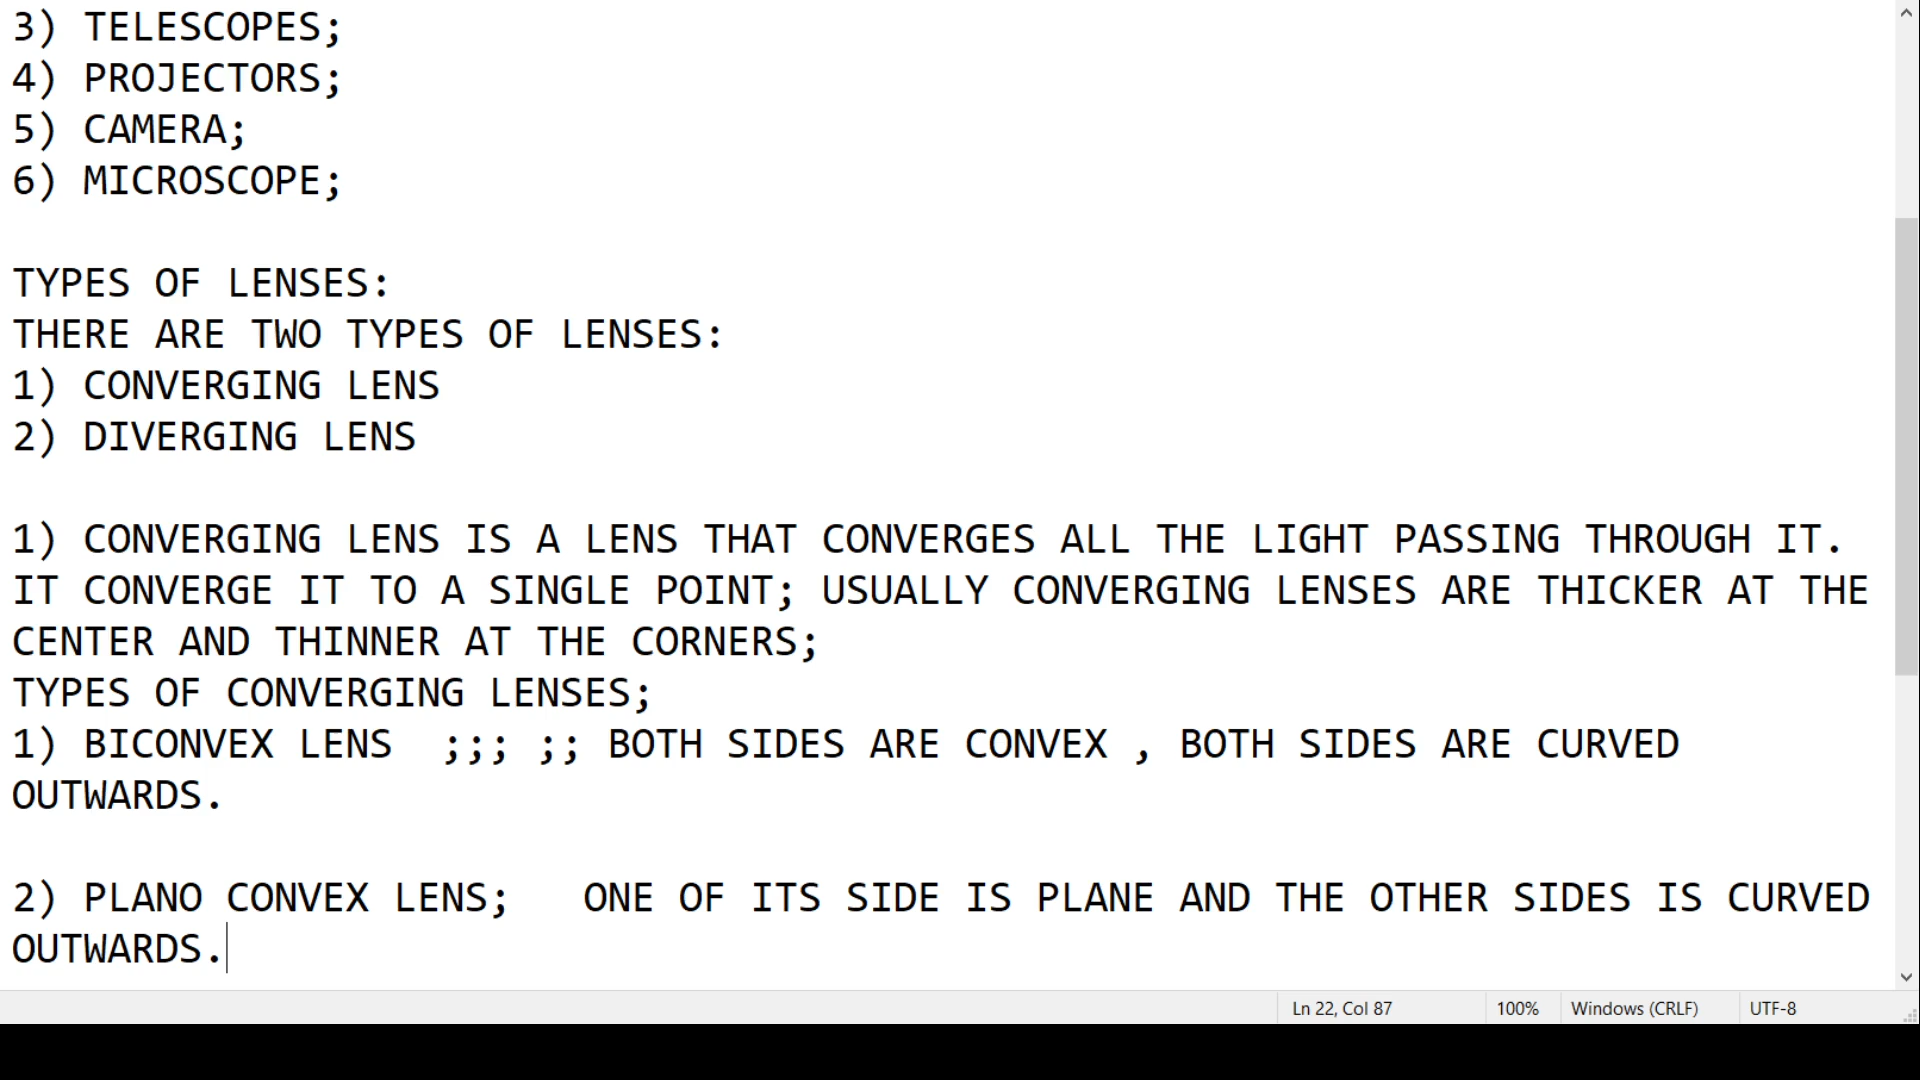 3) TELESCOPES;
4) PROJECTORS;
5) CAMERA;
6) MICROSCOPE;
TYPES OF LENSES:
THERE ARE TWO TYPES OF LENSES:
1) CONVERGING LENS
2) DIVERGING LENS
1) CONVERGING LENS IS A LENS THAT CONVERGES ALL THE LIGHT PASSING THROUGH IT.
IT CONVERGE IT TO A SINGLE POINT; USUALLY CONVERGING LENSES ARE THICKER AT THE
CENTER AND THINNER AT THE CORNERS;
TYPES OF CONVERGING LENSES;
1) BICONVEX LENS  ;;; ;; BOTH SIDES ARE CONVEX , BOTH SIDES ARE CURVED
OUTWARDS.
2) PLANO CONVEX LENS;   ONE OF ITS SIDE IS PLANE AND THE OTHER SIDES IS CURVED
OUTWARDS.
Ln 22, Col 87 100% Windows (CRLF) UTF-8